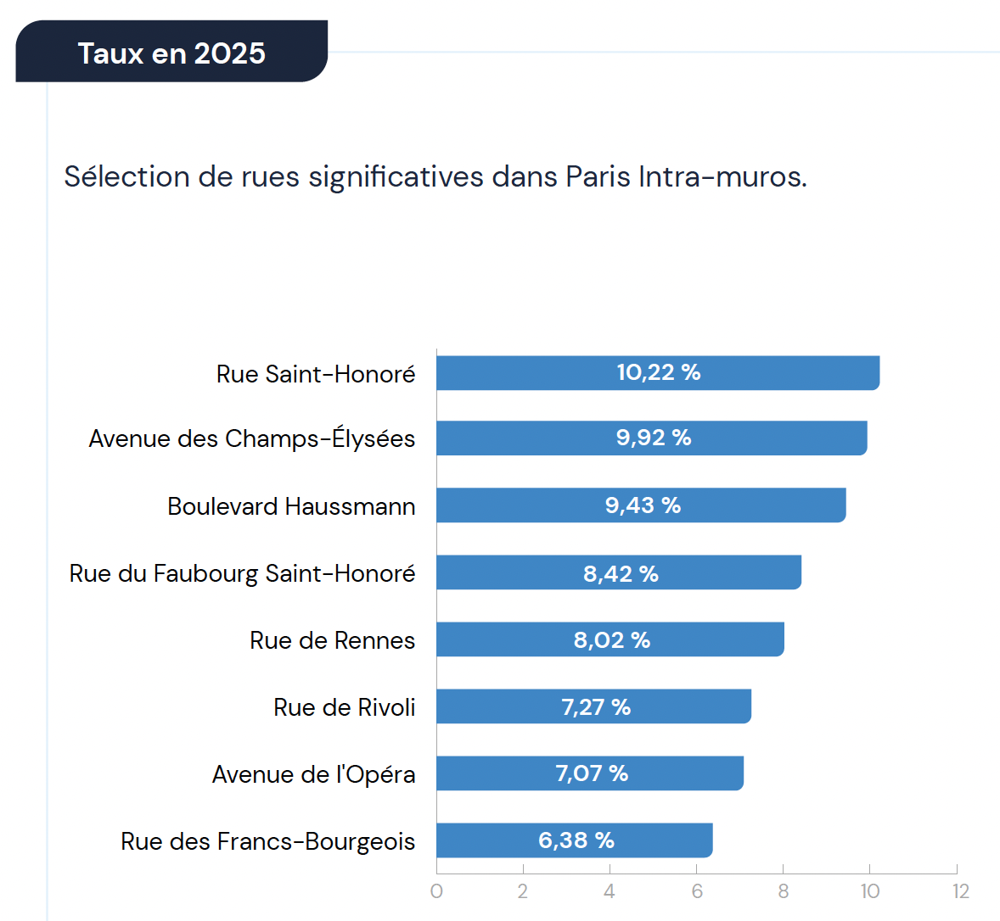 Taux en 2025
Sélection de rues significatives dans Paris Intra-muros.
Rue Saint-Honoré 10,22 %
Avenue des Champs-Élysées 9,92 %
Boulevard Haussmann 9,43 %
Rue du Faubourg Saint-Honoré 8,42 %
Rue de Rennes 8,02 %
Rue de Rivoli 7,27 %
Avenue de l'Opéra 7,07 %
Rue des Francs-Bourgeois 6,38 %
0 2 4 6 8 10 12